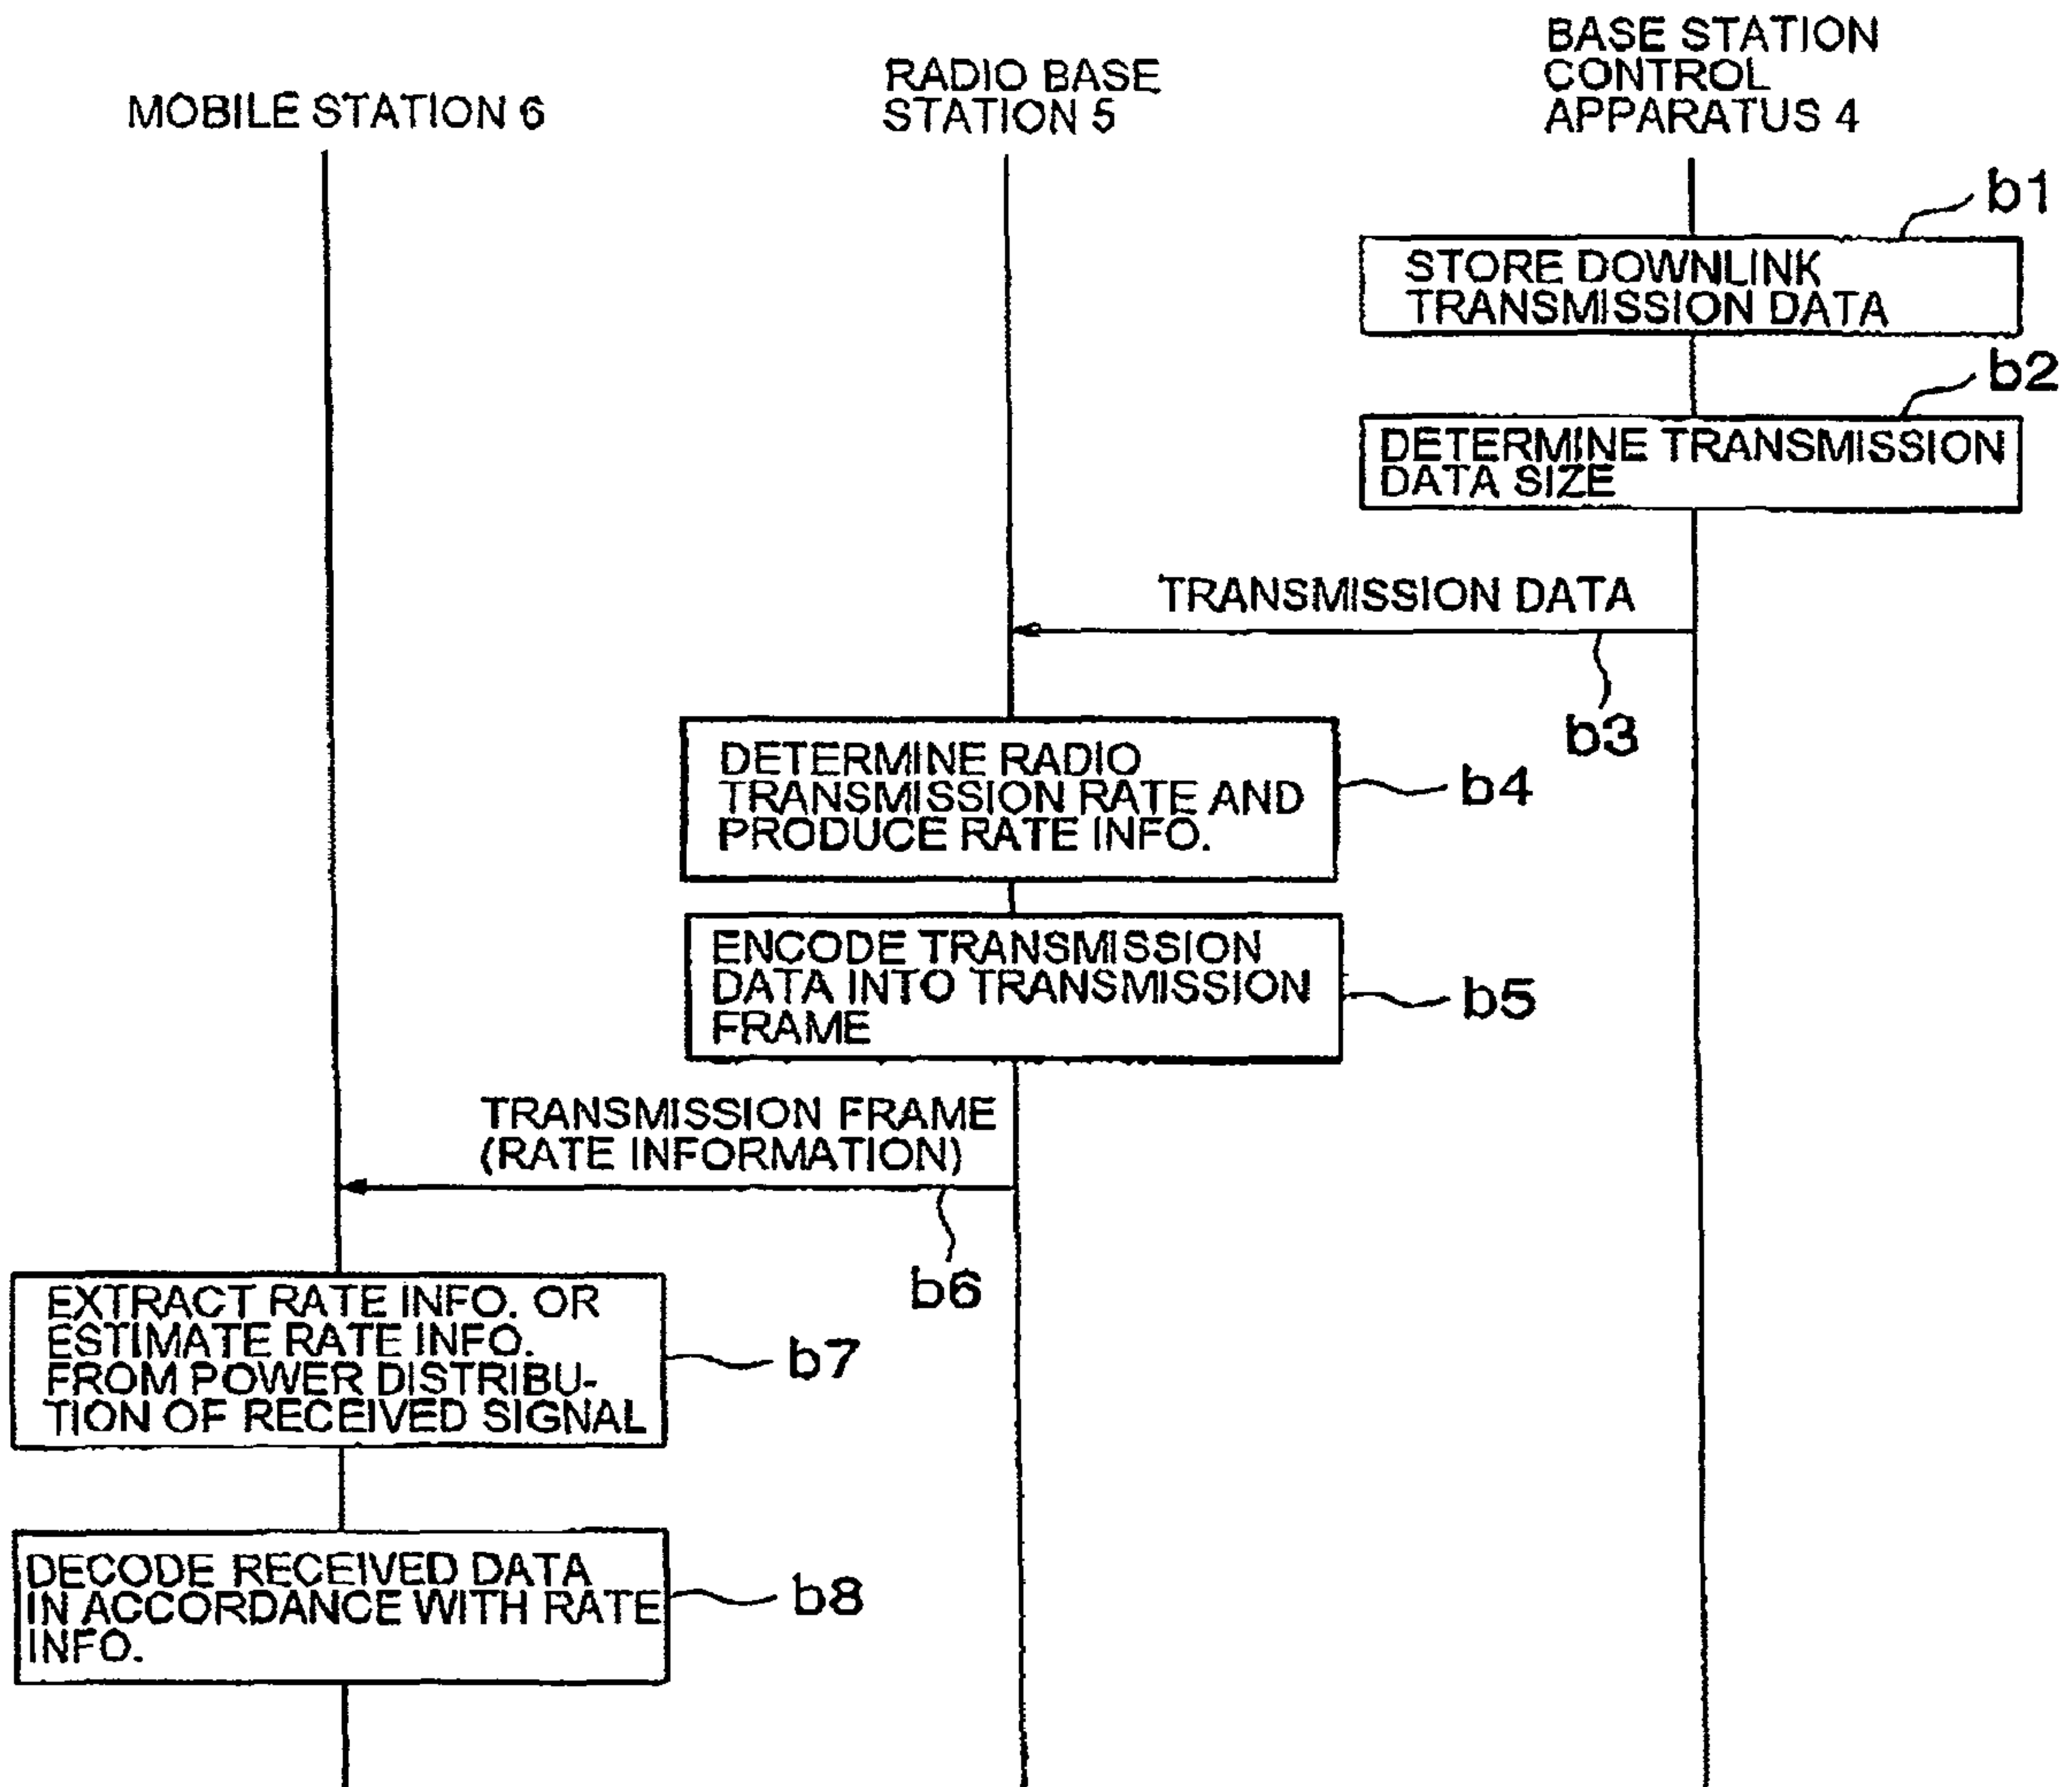 MOBILE STATION 6
RADIO BASE
STATION 5
BASE STATION
CONTROL
APPARATUS 4
b1
STORE DOWNLINK
TRANSMISSION DATA
b2
DETERMINE TRANSMISSION
DATA SIZE
TRANSMISSION DATA
b3
DETERMINE RADIO
TRANSMISSION RATE AND
PRODUCE RATE INFO.
b4
ENCODE TRANSMISSION
DATA INTO TRANSMISSION
FRAME
b5
TRANSMISSION FRAME
(RATE INFORMATION)
b6
EXTRACT RATE INFO. OR
ESTIMATE RATE INFO.
FROM POWER DISTRIBU-
TION OF RECEIVED SIGNAL
b7
DECODE RECEIVED DATA
IN ACCORDANCE WITH RATE
INFO.
b8